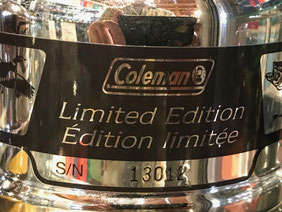 Coleman
Limited Edition
Édition limitée
S/N 13012